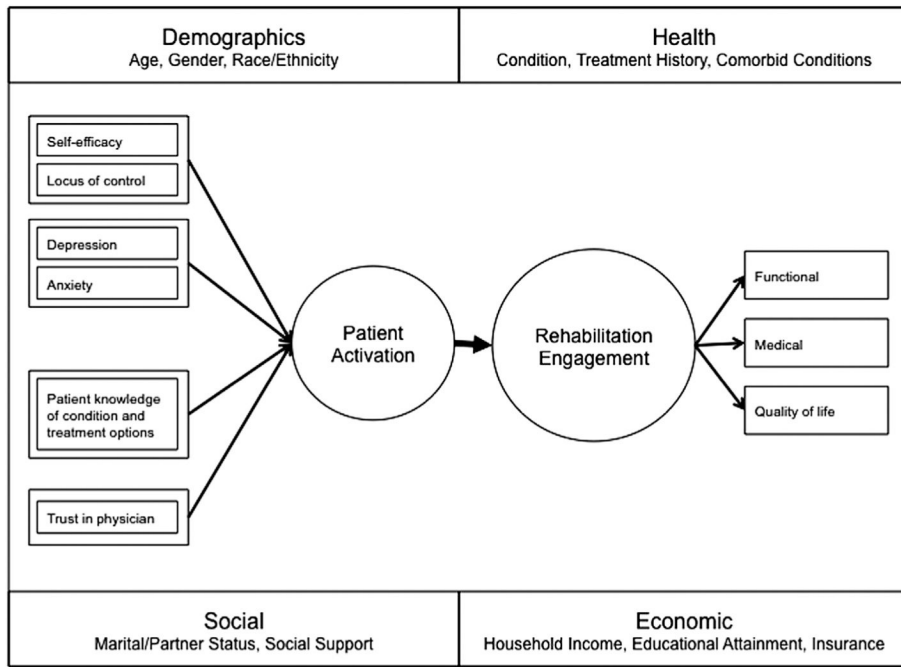 Demographics
Age, Gender, Race/Ethnicity
Health
Condition, Treatment History, Comorbid Conditions
Self-efficacy
Locus of control
Depression
Anxiety
Patient knowledge
of condition and
treatment options
Trust in physician
Patient
Activation
Rehabilitation
Engagement
Functional
Medical
Quality of life
Social
Marital/Partner Status, Social Support
Economic
Household Income, Educational Attainment, Insurance